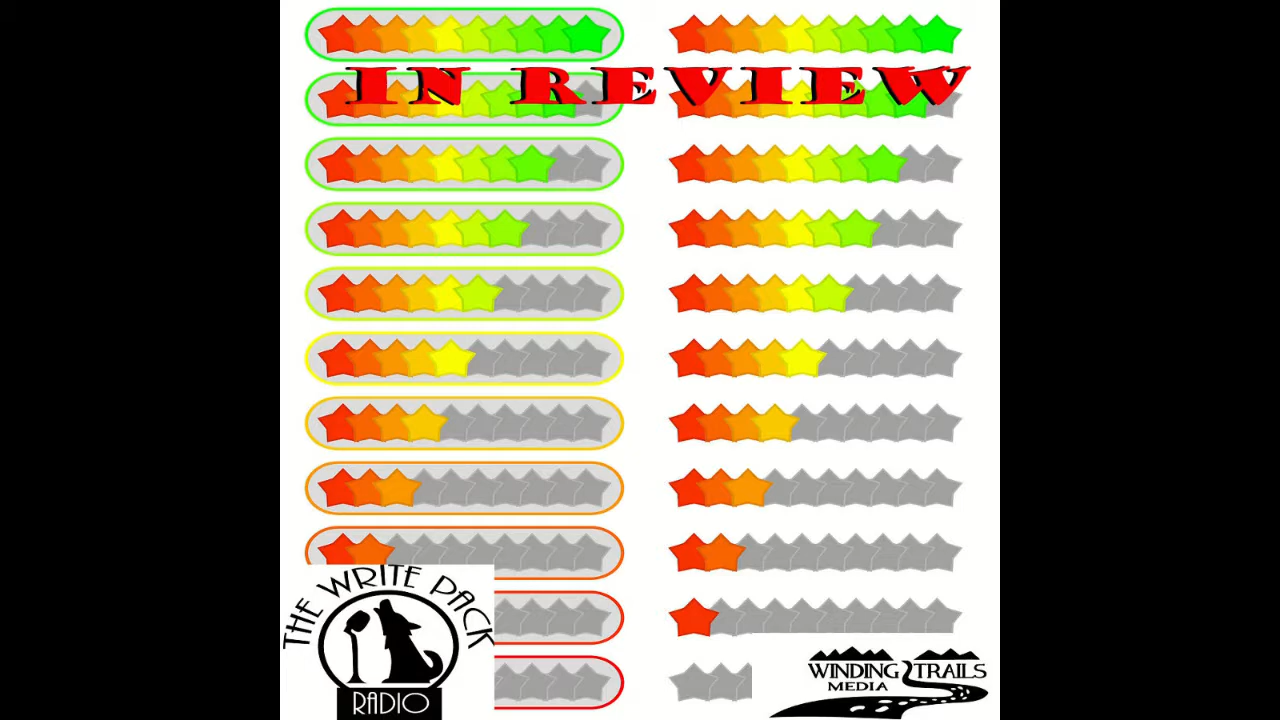 IN REVIEW
THE WRITE PACK
RADIO
WINDING TRAILS
MEDIA